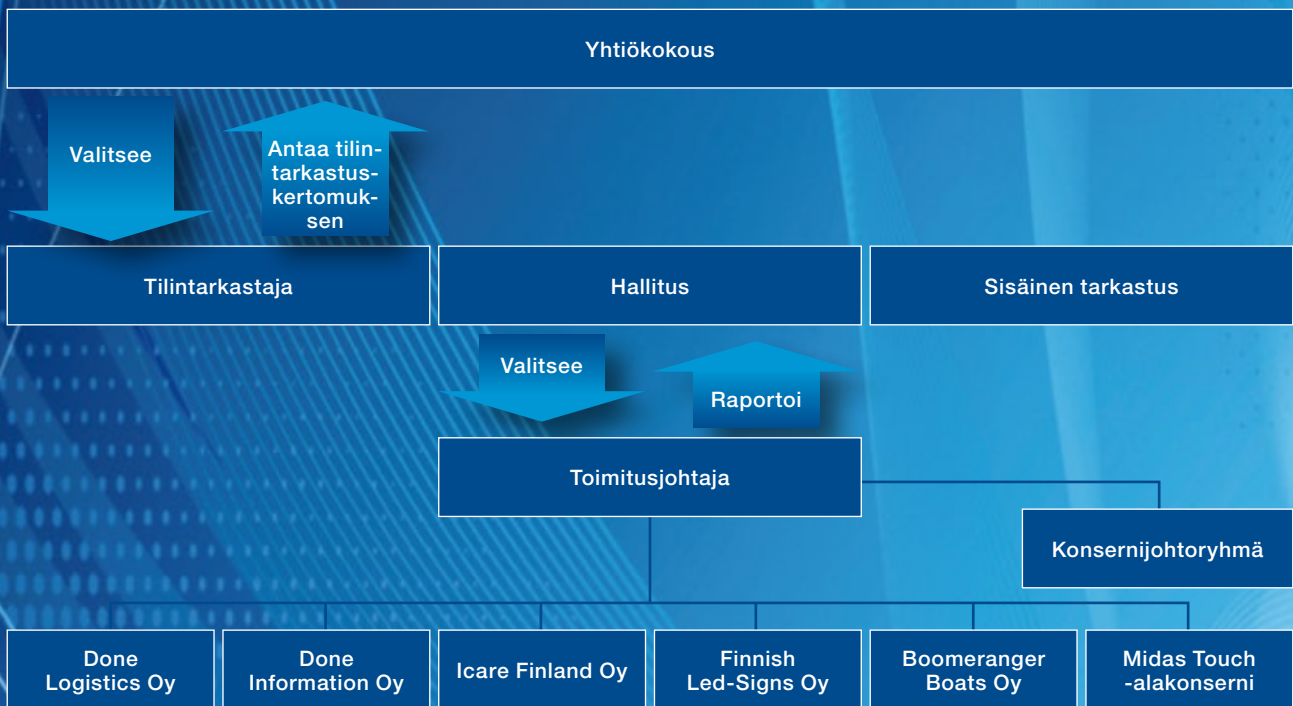 Yhtiökokous
Valitsee
Antaa tilin-
tarkastus-
kertomuk-
sen
Tilintarkastaja
Hallitus
Sisäinen tarkastus
Valitsee
Raportoi
Toimitusjohtaja
Konsernijohtoryhmä
Done
Logistics Oy
Done
Information Oy
Icare Finland Oy
Finnish
Led-Signs Oy
Boomeranger
Boats Oy
Midas Touch
-alakonserni